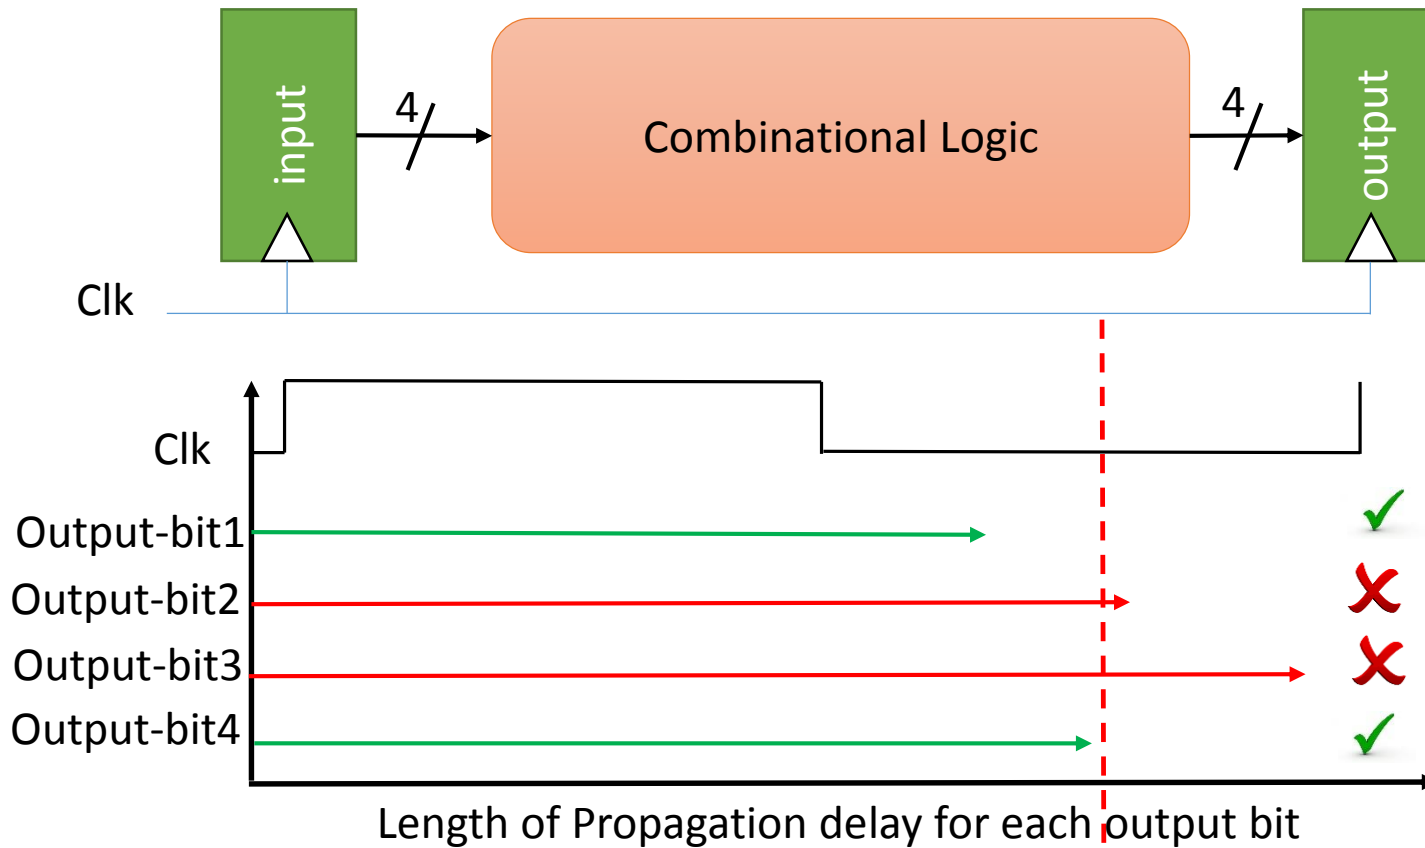 input
4
Combinational Logic
4
output
Clk
Clk
Output-bit1
Output-bit2
Output-bit3
Output-bit4
Length of Propagation delay for each output bit